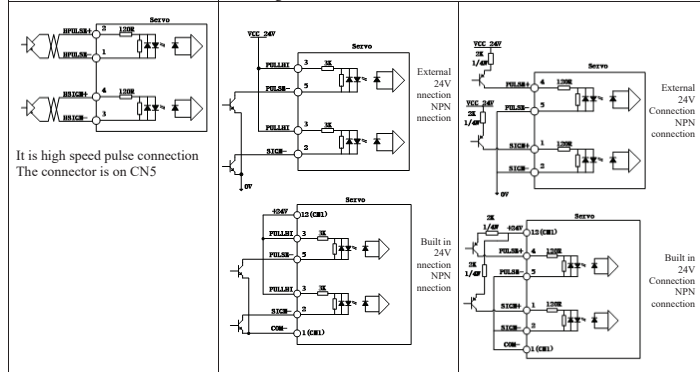 Servo
HPULSE+
2
120R
HPULSE-
1
HSIGN+
4
120R
HSIGN-
3
It is high speed pulse connection
The connector is on CN5
VCC 24V
Servo
PULLHI
3
3K
PULSE-
5
PULLHI
3
3K
SIGN-
2
0V
External
24V
nnection
NPN
nnection
Servo
+24V
12(CN1)
PULLHI
3
3K
PULSE-
5
PULLHI
3
3K
SIGN-
2
COM-
1(CN1)
Built in
24V
nnection
NPN
nnection
VCC 24V
2K
1/4W
Servo
PULSE+
4
120R
VCC 24V
PULSE-
5
2K
1/4W
SIGN+
1
120R
SIGN-
2
0V
External
24V
Connection
NPN
connection
Servo
2K
1/4W
+24V
12(CN1)
PULSE+
4
120R
2K
1/4W
PULSE-
5
SIGN+
1
120R
SIGN-
2
COM-
1(CN1)
Built in
24V
Connection
NPN
connection